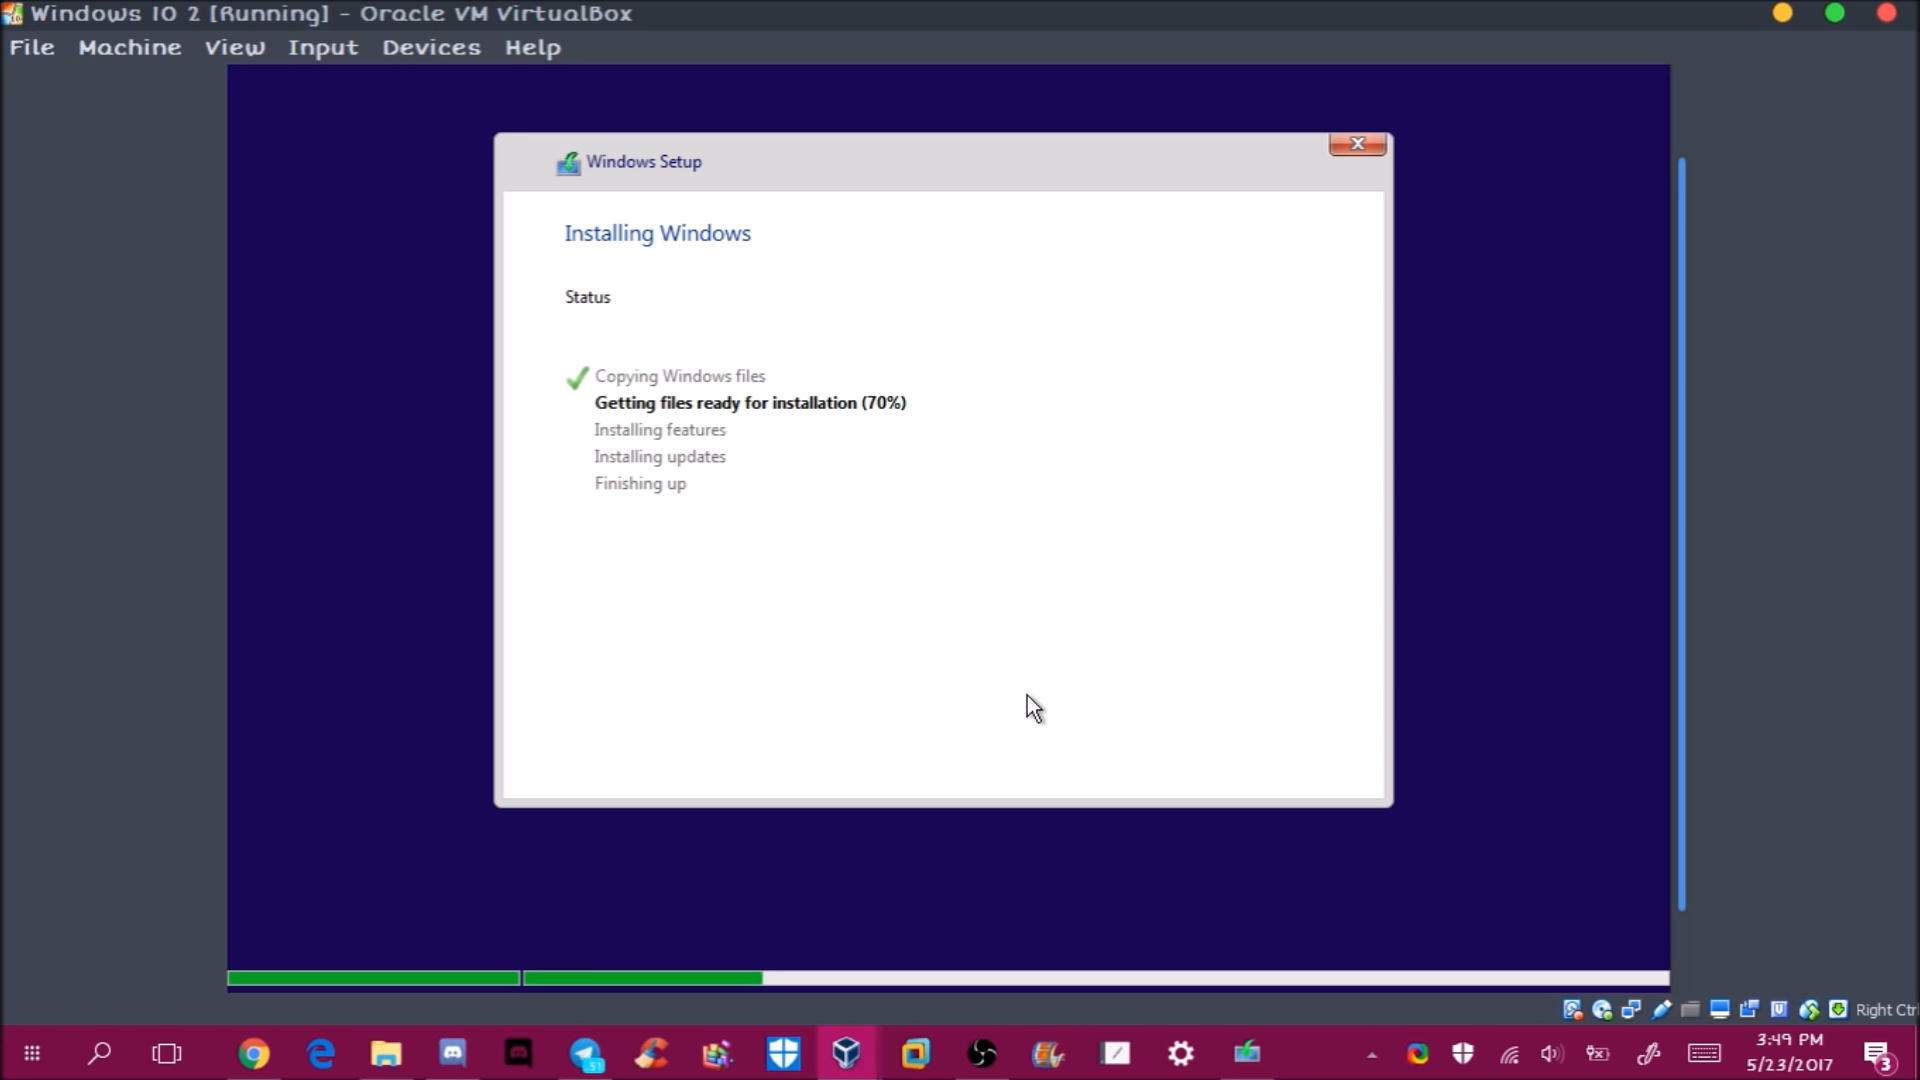 Windows 10 2 [Running] - Oracle VM VirtualBox
File Machine View Input Devices Help
Windows Setup
Installing Windows
Status
Copying Windows files
Getting files ready for installation (70%)
Installing features
Installing updates
Finishing up
Right Ctrl
51
3:49 PM
5/23/2017
3